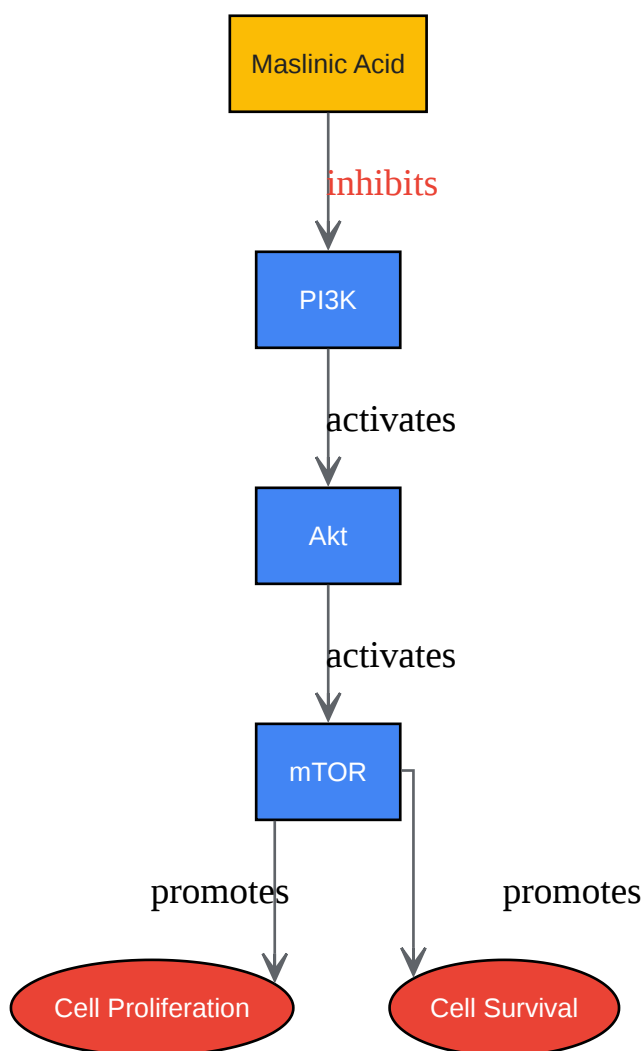 Maslinic Acid
inhibits
PI3K
activates
Akt
activates
mTOR
promotes
promotes
Cell Proliferation
Cell Survival